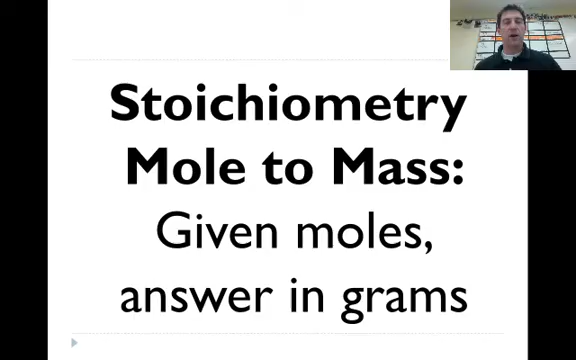 Stoichiometry
Mole to Mass:
Given moles,
answer in grams